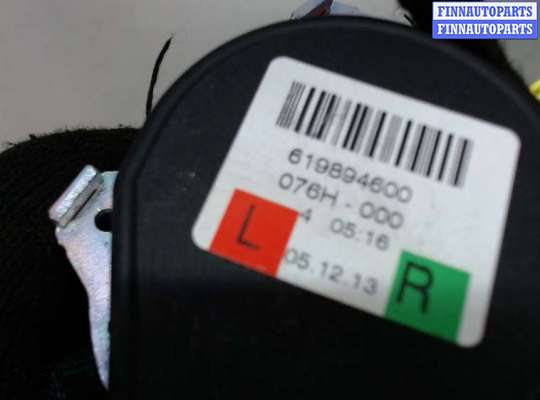 FINNAUTOPARTS
FINNAUTOPARTS
619894600
076H - 000
4 05:16
L
05.12.13
R